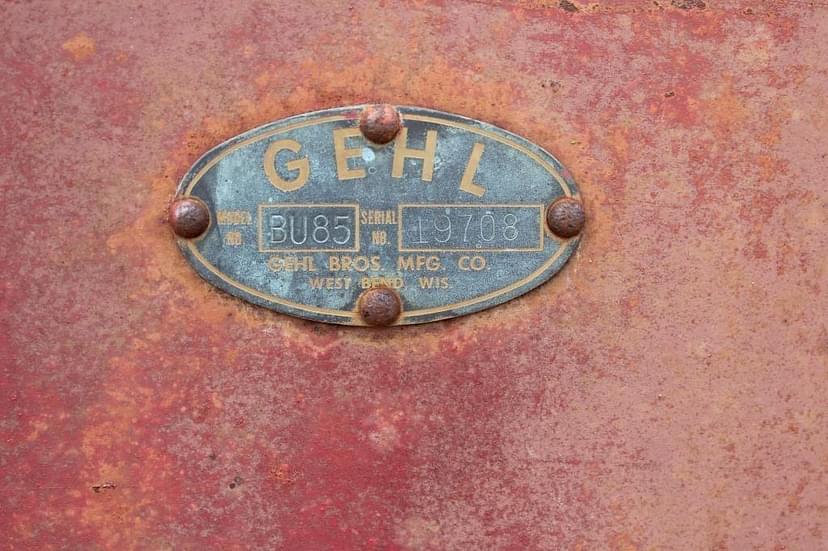 GEHL
MODEL NO. BU85 SERIAL NO. 19708
GEHL BROS. MFG. CO.
WEST BEND, WIS.